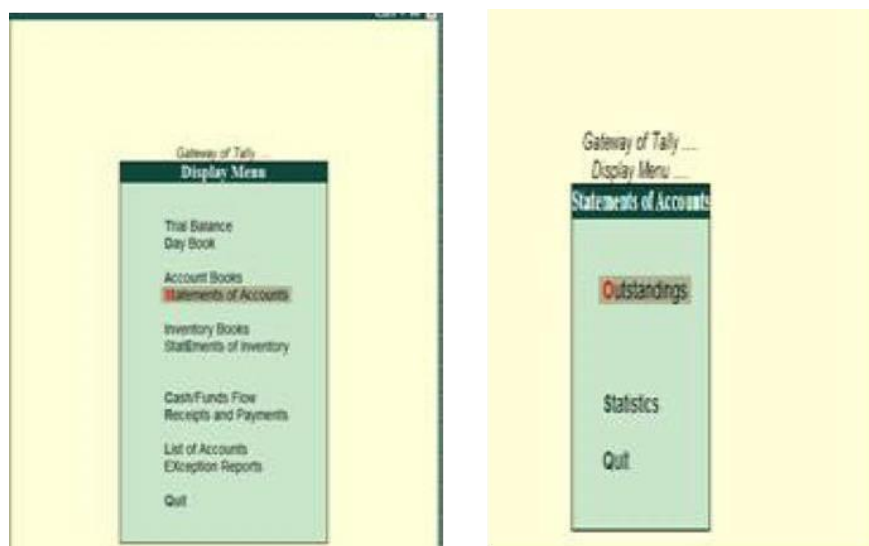 Gateway of Tally ...
Display Menu
Trial Balance
Day Book
Account Books
Statements of Accounts
Inventory Books
StatEments of Inventory
Cash/Funds Flow
Receipts and Payments
List of Accounts
EXception Reports
Quit
Gateway of Tally ....
Display Menu ....
Statements of Accounts
Outstandings
Statistics
Quit